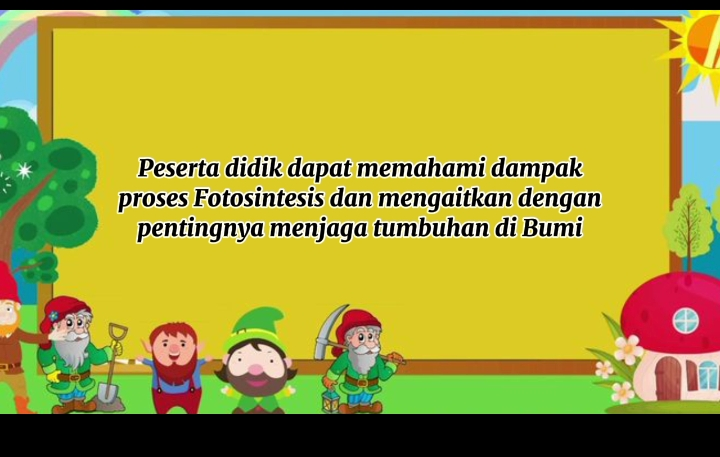 Peserta didik dapat memahami dampak
proses Fotosintesis dan mengaitkan dengan
pentingnya menjaga tumbuhan di Bumi